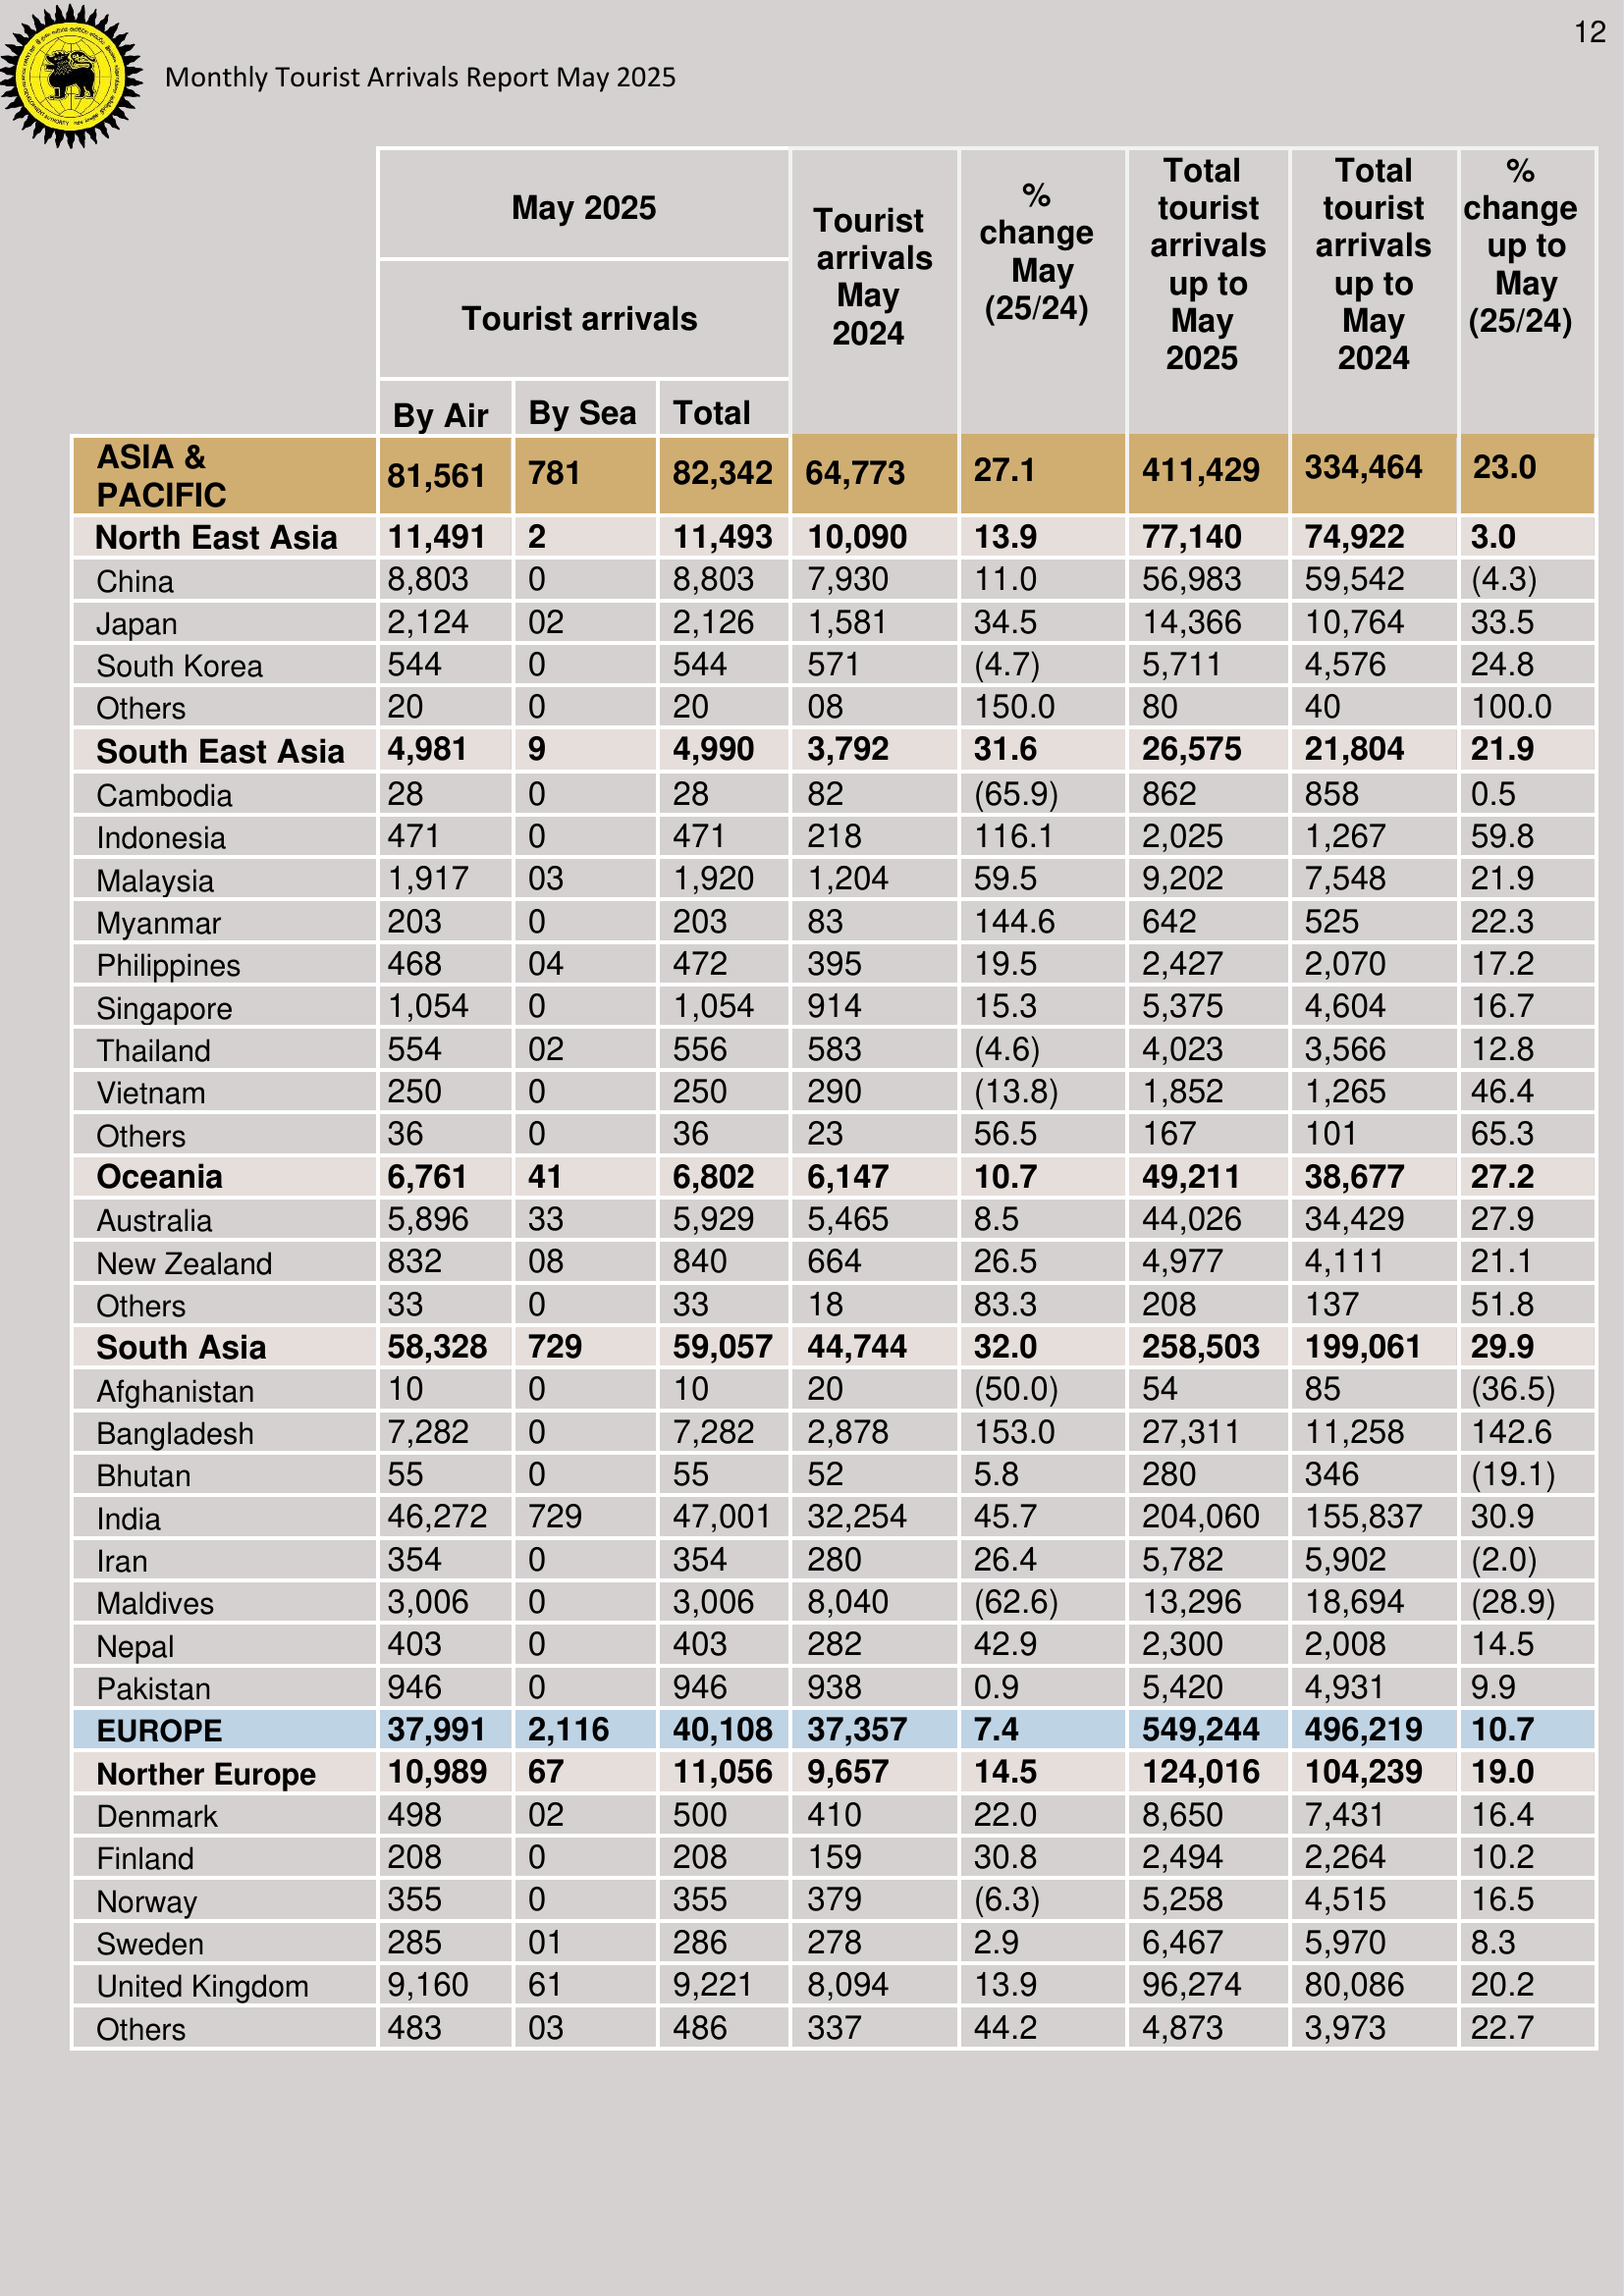 12
Monthly Tourist Arrivals Report May 2025
May 2025
Tourist arrivals
By Air By Sea Total
Tourist arrivals May 2024
% change May (25/24)
Total tourist arrivals up to May 2025
Total tourist arrivals up to May 2024
% change up to May (25/24)
ASIA & PACIFIC 81,561 781 82,342 64,773 27.1 411,429 334,464 23.0
North East Asia 11,491 2 11,493 10,090 13.9 77,140 74,922 3.0
China 8,803 0 8,803 7,930 11.0 56,983 59,542 (4.3)
Japan 2,124 02 2,126 1,581 34.5 14,366 10,764 33.5
South Korea 544 0 544 571 (4.7) 5,711 4,576 24.8
Others 20 0 20 08 150.0 80 40 100.0
South East Asia 4,981 9 4,990 3,792 31.6 26,575 21,804 21.9
Cambodia 28 0 28 82 (65.9) 862 858 0.5
Indonesia 471 0 471 218 116.1 2,025 1,267 59.8
Malaysia 1,917 03 1,920 1,204 59.5 9,202 7,548 21.9
Myanmar 203 0 203 83 144.6 642 525 22.3
Philippines 468 04 472 395 19.5 2,427 2,070 17.2
Singapore 1,054 0 1,054 914 15.3 5,375 4,604 16.7
Thailand 554 02 556 583 (4.6) 4,023 3,566 12.8
Vietnam 250 0 250 290 (13.8) 1,852 1,265 46.4
Others 36 0 36 23 56.5 167 101 65.3
Oceania 6,761 41 6,802 6,147 10.7 49,211 38,677 27.2
Australia 5,896 33 5,929 5,465 8.5 44,026 34,429 27.9
New Zealand 832 08 840 664 26.5 4,977 4,111 21.1
Others 33 0 33 18 83.3 208 137 51.8
South Asia 58,328 729 59,057 44,744 32.0 258,503 199,061 29.9
Afghanistan 10 0 10 20 (50.0) 54 85 (36.5)
Bangladesh 7,282 0 7,282 2,878 153.0 27,311 11,258 142.6
Bhutan 55 0 55 52 5.8 280 346 (19.1)
India 46,272 729 47,001 32,254 45.7 204,060 155,837 30.9
Iran 354 0 354 280 26.4 5,782 5,902 (2.0)
Maldives 3,006 0 3,006 8,040 (62.6) 13,296 18,694 (28.9)
Nepal 403 0 403 282 42.9 2,300 2,008 14.5
Pakistan 946 0 946 938 0.9 5,420 4,931 9.9
EUROPE 37,991 2,116 40,108 37,357 7.4 549,244 496,219 10.7
Norther Europe 10,989 67 11,056 9,657 14.5 124,016 104,239 19.0
Denmark 498 02 500 410 22.0 8,650 7,431 16.4
Finland 208 0 208 159 30.8 2,494 2,264 10.2
Norway 355 0 355 379 (6.3) 5,258 4,515 16.5
Sweden 285 01 286 278 2.9 6,467 5,970 8.3
United Kingdom 9,160 61 9,221 8,094 13.9 96,274 80,086 20.2
Others 483 03 486 337 44.2 4,873 3,973 22.7